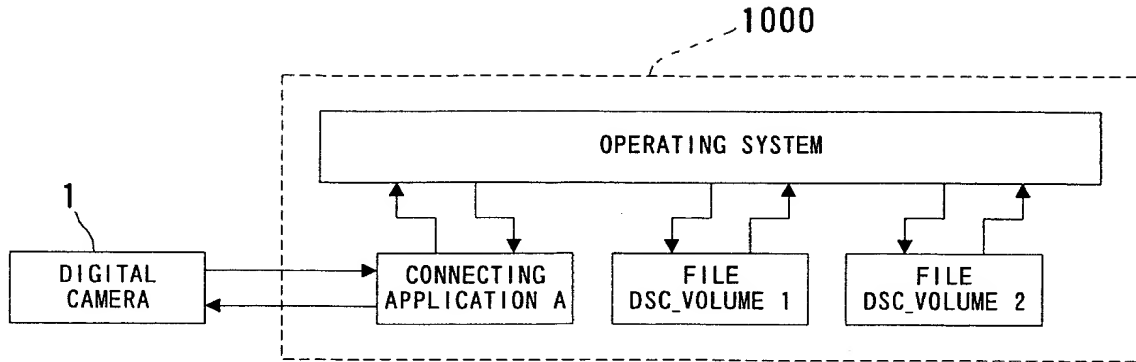 1000
OPERATING SYSTEM
1
DIGITAL
CAMERA
CONNECTING
APPLICATION A
FILE
DSC_VOLUME 1
FILE
DSC_VOLUME 2